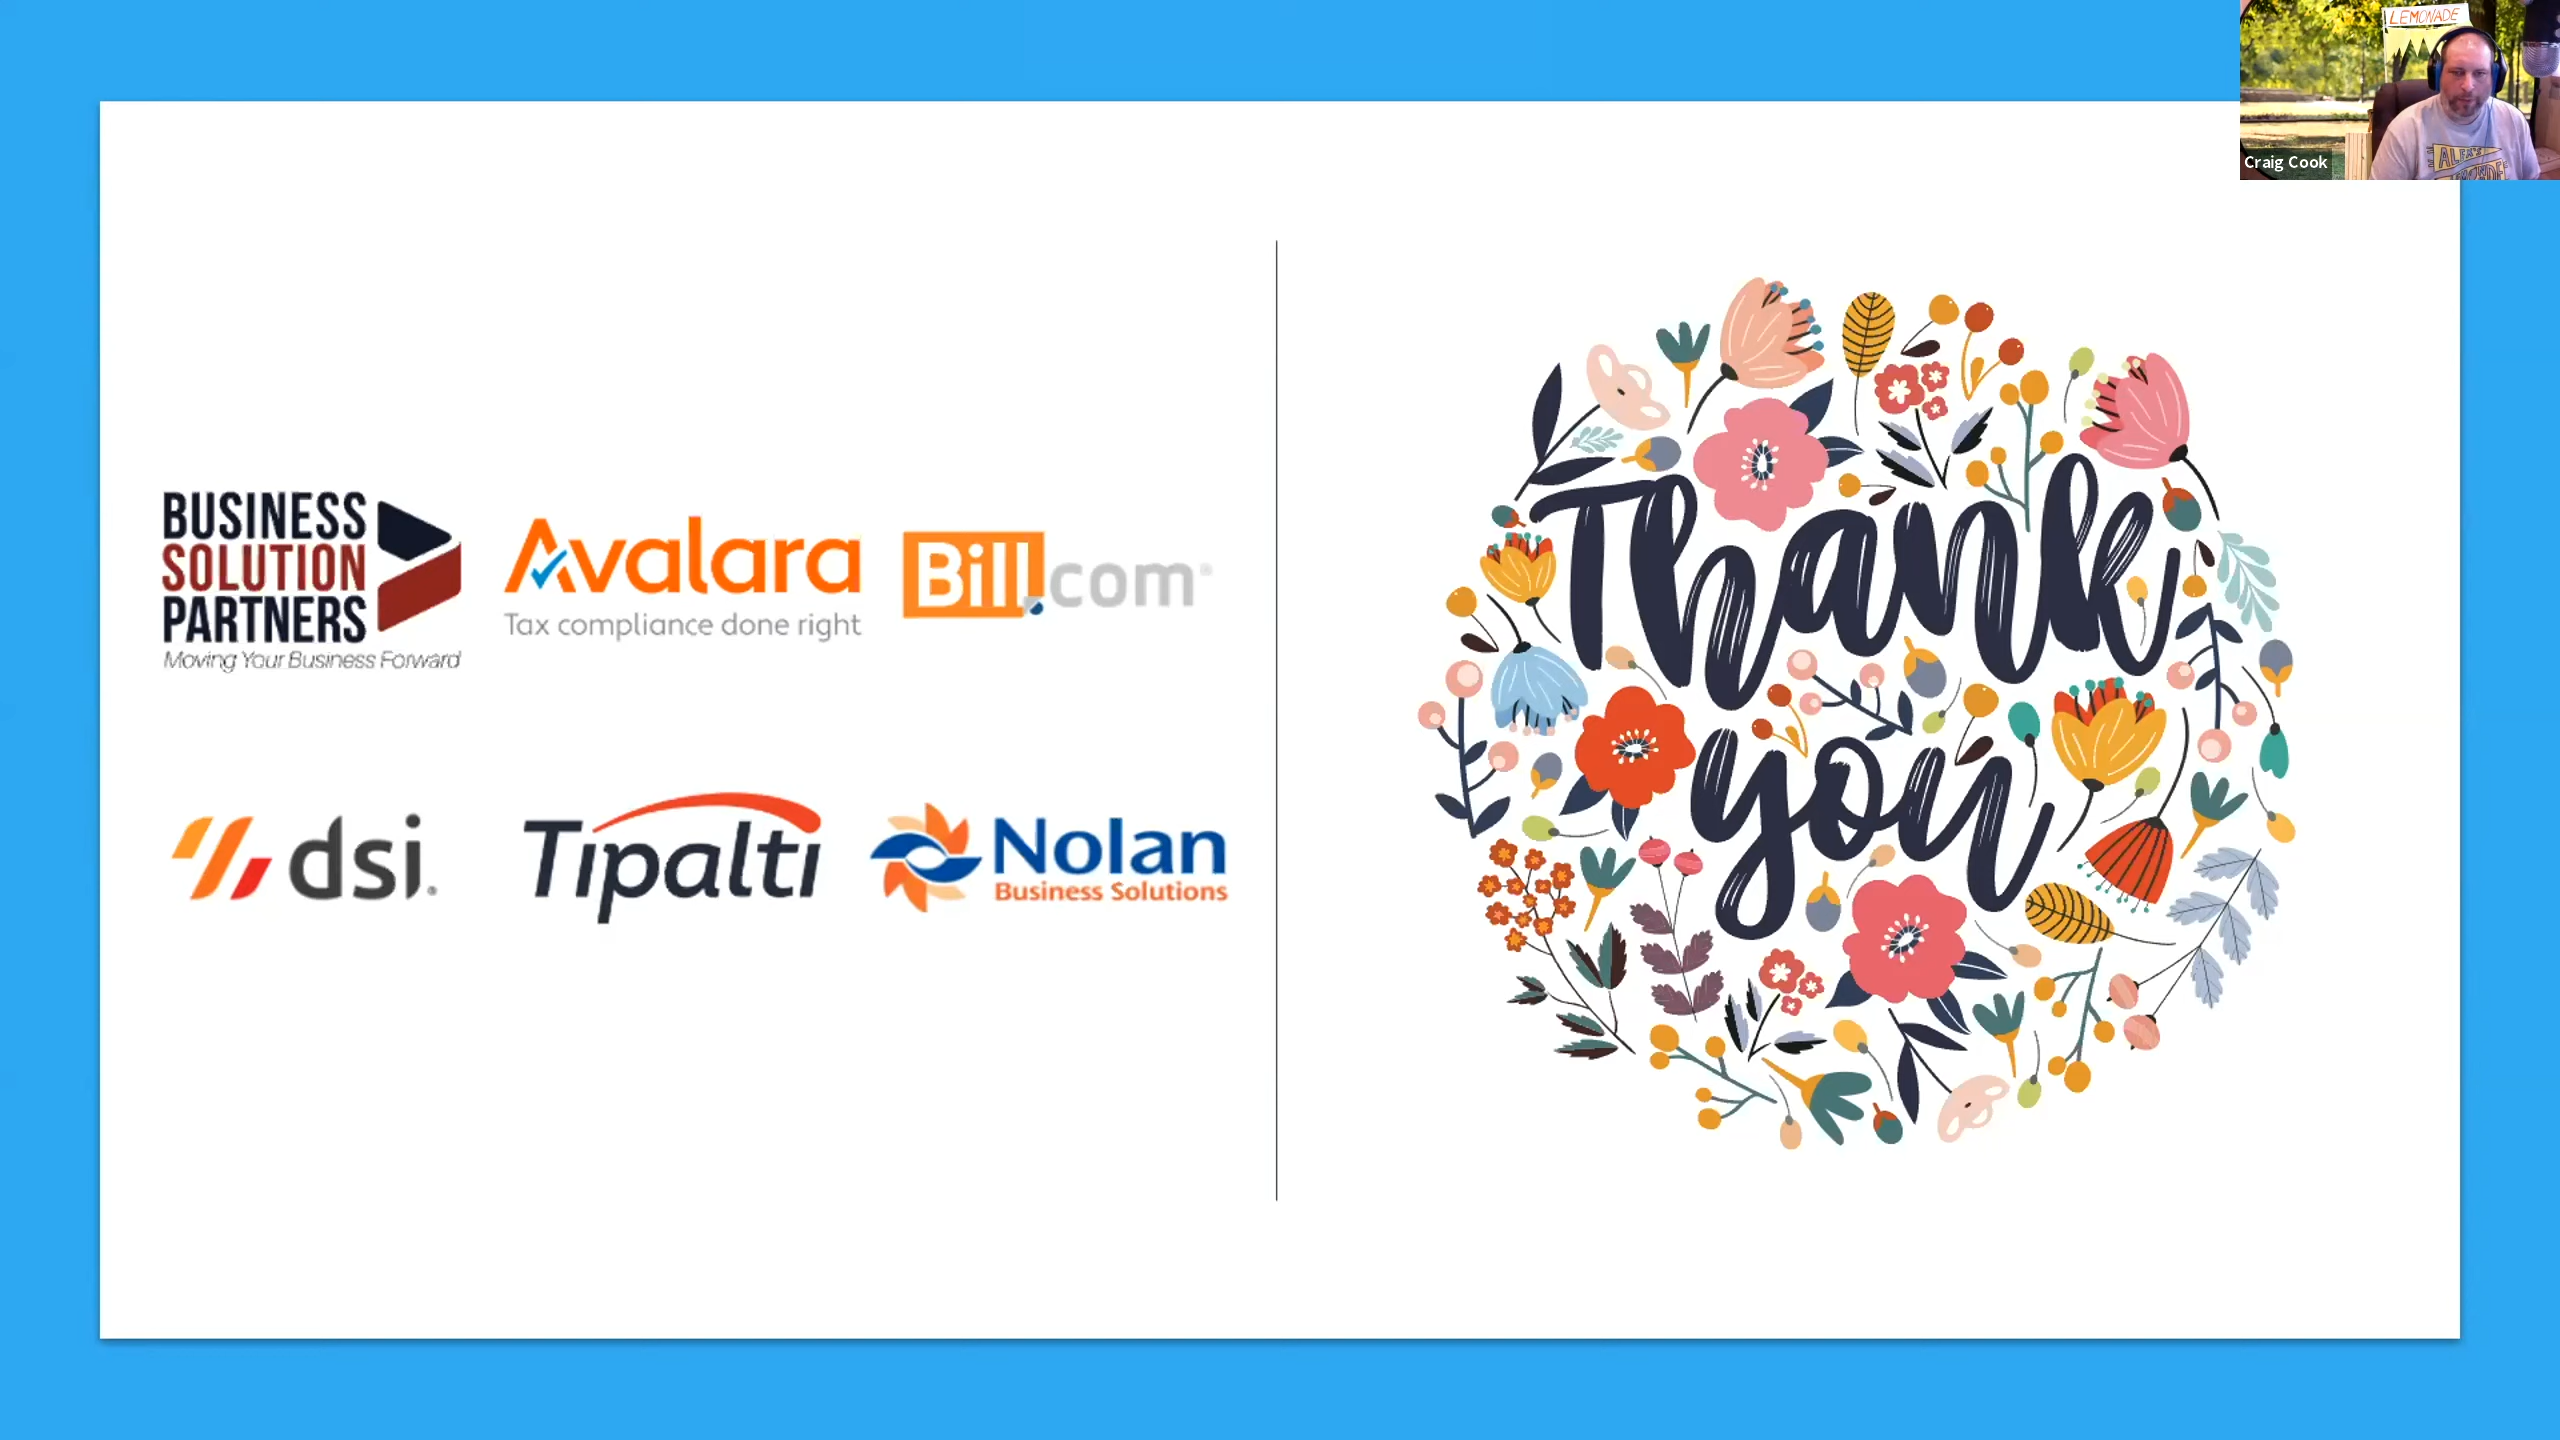 LEMONADE
Craig Cook
ALFA'S
BUSINESS
SOLUTION
PARTNERS
Moving Your Business Forward
Avalara
Tax compliance done right
Bill.com
dsi
Tipalti
Nolan
Business Solutions
Thank
you